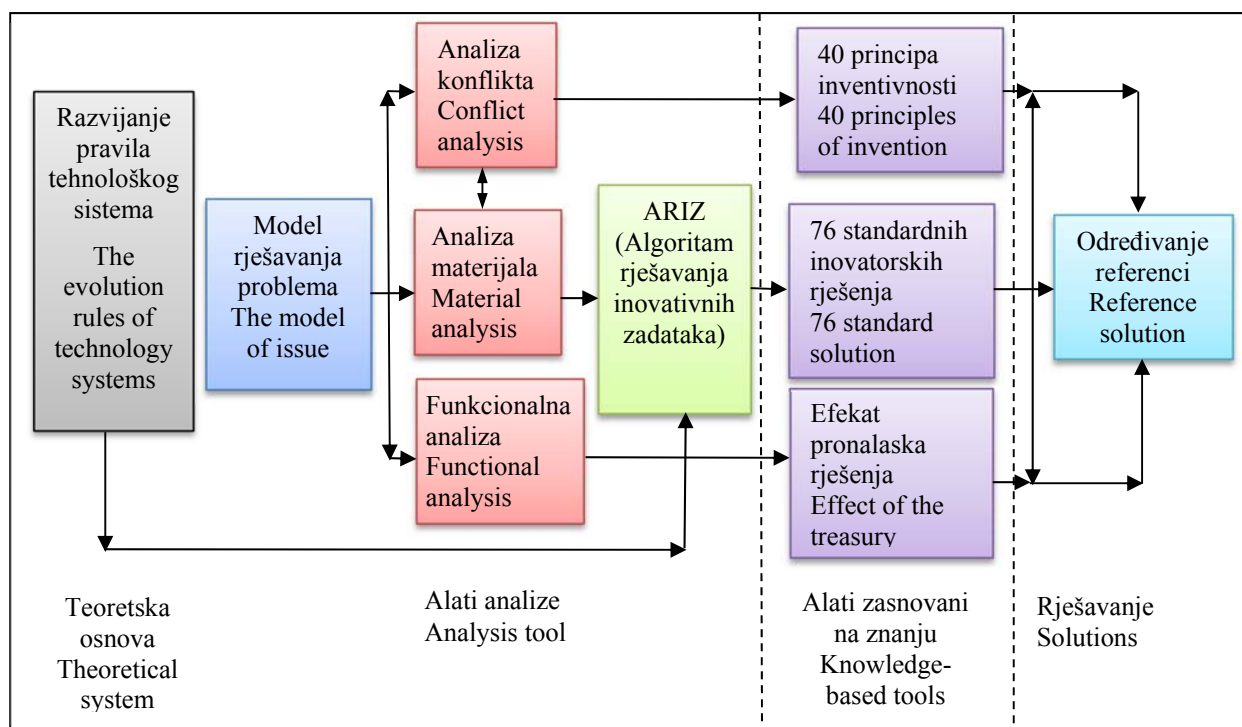 Razvijanje
pravila
tehnološkog
sistema
The
evolution
rules of
technology
systems
Model
rješavanja
problema
The model
of issue
Analiza
konflikta
Conflict
analysis
Analiza
materijala
Material
analysis
Funkcionalna
analiza
Functional
analysis
ARIZ
(Algoritam
rješavanja
inovativnih
zadataka)
40 principa
inventivnosti
40 principles
of invention
76 standardnih
inovatorskih
rješenja
76 standard
solution
Efekat
pronalaska
rješenja
Effect of the
treasury
Određivanje
referenci
Reference
solution
Teoretska
osnova
Theoretical
system
Alati analize
Analysis tool
Alati zasnovani
na znanju
Knowledge-
based tools
Rješavanje
Solutions